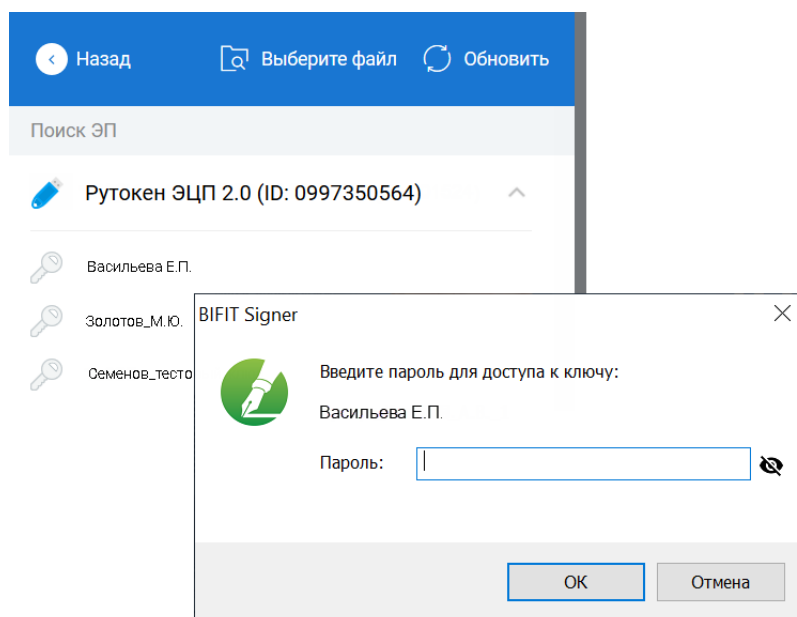 Назад Выберите файл Обновить
Поиск ЭП
Рутокен ЭЦП 2.0 (ID: 0997350564)
Васильева Е.П.
Золотов_М.Ю.
Семенов_тесто
BIFIT Signer
Введите пароль для доступа к ключу:
Васильева Е.П.
Пароль:
ОК Отмена